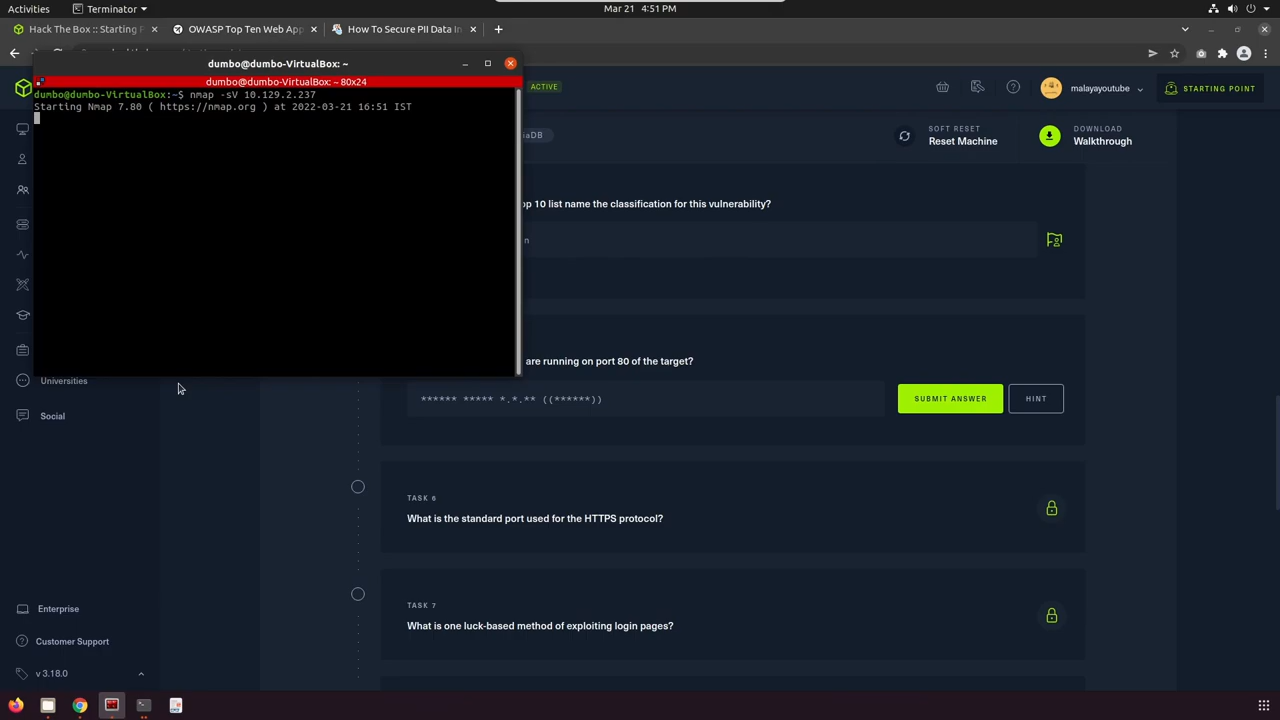 Activities
Terminator
Mar 21 4:51 PM
Hack The Box :: Starting P
OWASP Top Ten Web App
How To Secure PII Data In
dumbo@dumbo-VirtualBox: ~
dumbo@dumbo-VirtualBox: ~ 80x24
dumbo@dumbo-VirtualBox:~$ nmap -sV 10.129.2.237
Starting Nmap 7.80 ( https://nmap.org ) at 2022-03-21 16:51 IST
ACTIVE
malayayoutube
STARTING POINT
iaDB
SOFT RESET
Reset Machine
DOWNLOAD
Walkthrough
op 10 list name the classification for this vulnerability?
n
are running on port 80 of the target?
****** ***** *.*.** ((******))
SUBMIT ANSWER
HINT
Universities
Social
TASK 6
What is the standard port used for the HTTPS protocol?
TASK 7
What is one luck-based method of exploiting login pages?
Enterprise
Customer Support
v 3.18.0